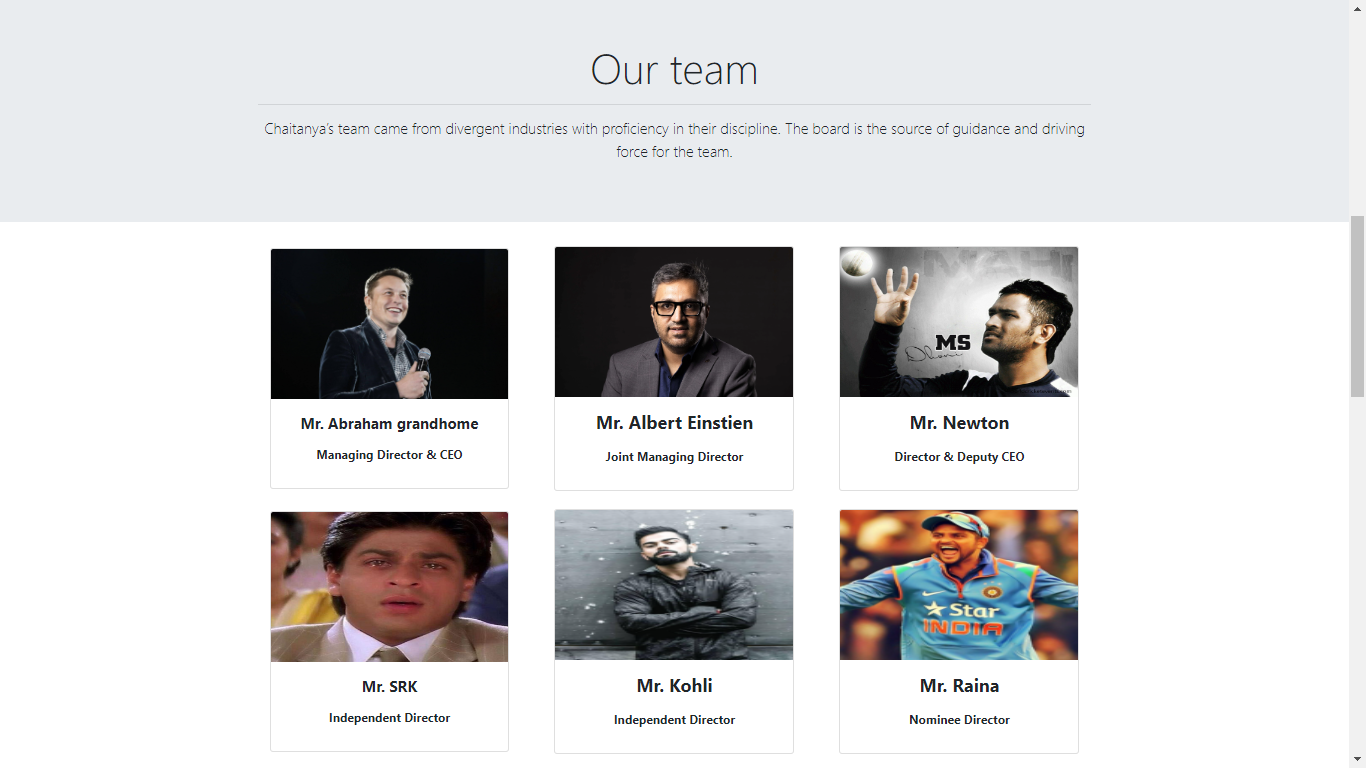 Our team
Chaitanya's team came from divergent industries with proficiency in their discipline. The board is the source of guidance and driving
force for the team.
MS
Dhoni
Mr. Abraham grandhome
Managing Director & CEO
Mr. Albert Einstien
Joint Managing Director
Mr. Newton
Director & Deputy CEO
Star
INDIA
Mr. SRK
Independent Director
Mr. Kohli
Independent Director
Mr. Raina
Nominee Director